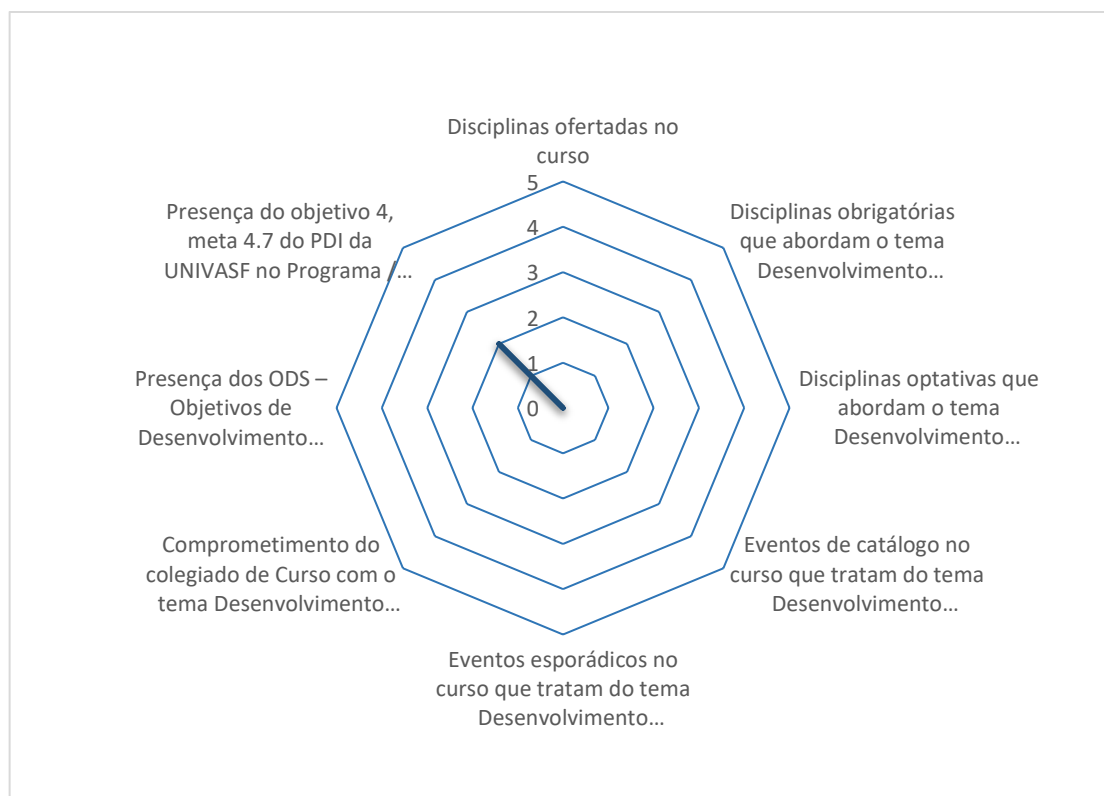 Disciplinas ofertadas no
curso
5
4
3
2
1
0
Disciplinas obrigatórias
que abordam o tema
Desenvolvimento...
Disciplinas optativas que
abordam o tema
Desenvolvimento...
Eventos de catálogo no
curso que tratam do tema
Desenvolvimento...
Eventos esporádicos no
curso que tratam do tema
Desenvolvimento...
Comprometimento do
colegiado de Curso com o
tema Desenvolvimento...
Presença dos ODS –
Objetivos de
Desenvolvimento...
Presença do objetivo 4,
meta 4.7 do PDI da
UNIVASF no Programa /...